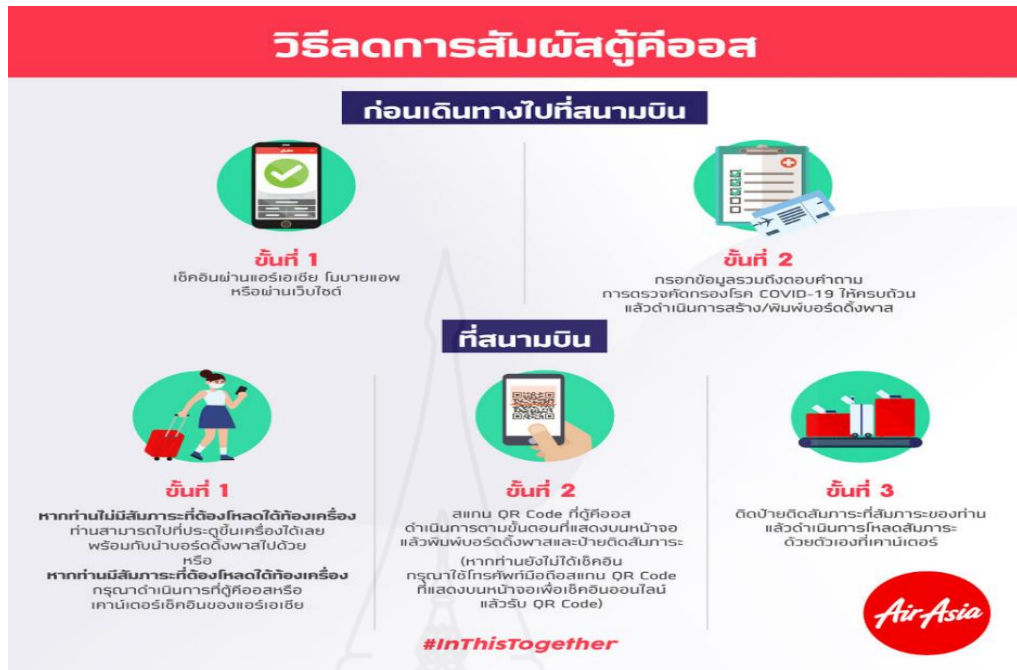 วิธีลดการสัมผัสตู้คีออส
ก่อนเดินทางไปที่สนามบิน
ขั้นที่ 1
เช็คอินผ่านแอร์เอเชีย โมบายแอพ
หรือผ่านเว็บไซต์
ขั้นที่ 2
กรอกข้อมูลรวมถึงตอบคำถาม
การตรวจคัดกรองโรค COVID-19 ให้ครบถ้วน
แล้วดำเนินการสร้าง/พิมพ์บอร์ดดิ้งพาส
ที่สนามบิน
ขั้นที่ 1
หากท่านไม่มีสัมภาระที่ต้องโหลดใต้ท้องเครื่อง
ท่านสามารถไปที่ประตูขึ้นเครื่องได้เลย
พร้อมกับนำบอร์ดดิ้งพาสไปด้วย
หรือ
หากท่านมีสัมภาระที่ต้องโหลดใต้ท้องเครื่อง
กรุณาดำเนินการที่ตู้คีออสหรือ
เคาน์เตอร์เช็คอินของแอร์เอเชีย
ขั้นที่ 2
สแกน QR Code ที่ตู้คีออส
ดำเนินการตามขั้นตอนที่แสดงบนหน้าจอ
แล้วพิมพ์บอร์ดดิ้งพาสและป้ายติดสัมภาระ
(หากท่านยังไม่ได้เช็คอิน
กรุณาใช้โทรศัพท์มือถือสแกน QR Code
ที่แสดงบนหน้าจอเพื่อเช็คอินออนไลน์
แล้วรับ QR Code)
ขั้นที่ 3
ติดป้ายติดสัมภาระที่สัมภาระของท่าน
แล้วดำเนินการโหลดสัมภาระ
ด้วยตัวเองที่เคาน์เตอร์
#InThisTogether
AirAsia